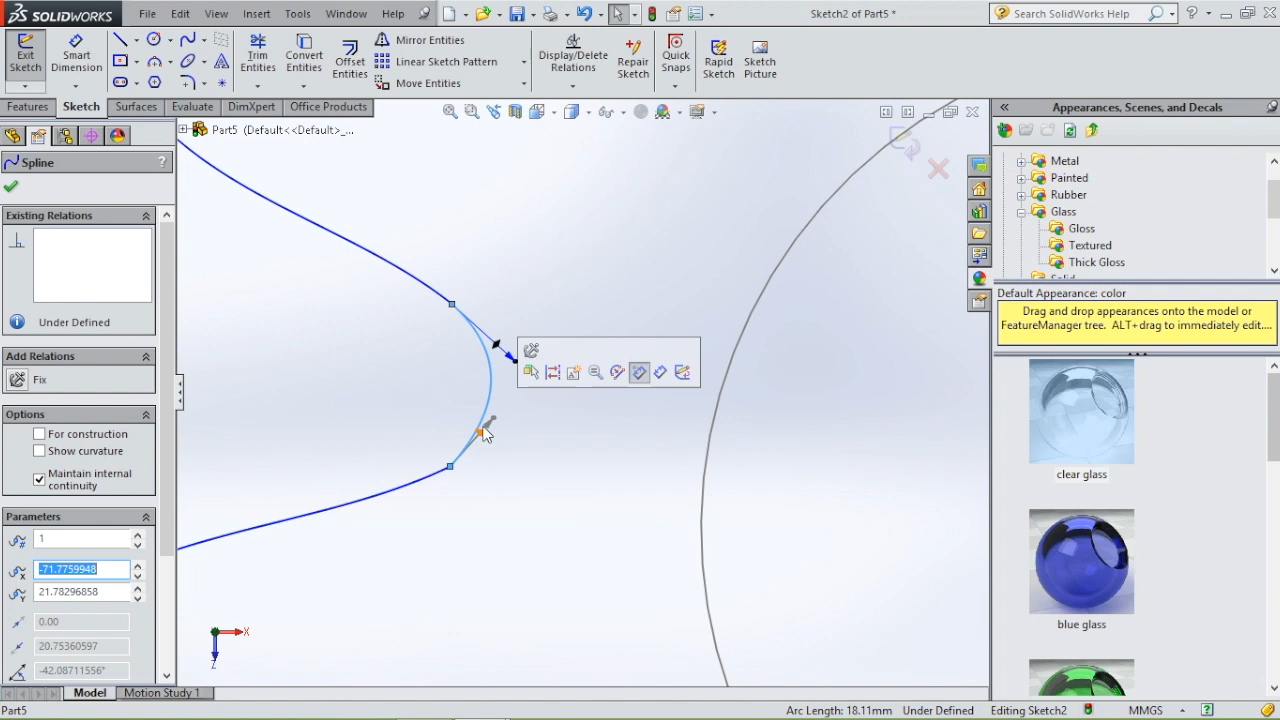 SOLIDWORKS
File Edit View Insert Tools Window Help
Sketch2 of Part5 *
Search SolidWorks Help
Exit Sketch
Smart Dimension
Trim Entities
Convert Entities
Offset Entities
Mirror Entities
Linear Sketch Pattern
Move Entities
Display/Delete Relations
Repair Sketch
Quick Snaps
Rapid Sketch
Sketch Picture
Features Sketch Surfaces Evaluate DimXpert Office Products
Part5 (Default<<Default>_...
Spline
?
Existing Relations
Under Defined
Add Relations
Fix
Options
For construction
Show curvature
Maintain internal
continuity
Parameters
1
-71.7759948
21.78296858
0.00
20.75360597
-42.08711556°
X
Z
Appearances, Scenes, and Decals
Metal
Painted
Rubber
Glass
Gloss
Textured
Thick Gloss
Default Appearance: color
Drag and drop appearances onto the model or
FeatureManager tree. ALT+drag to immediately edit....
clear glass
blue glass
Model Motion Study 1
Part5
Arc Length: 18.11mm Under Defined Editing Sketch2 MMGS